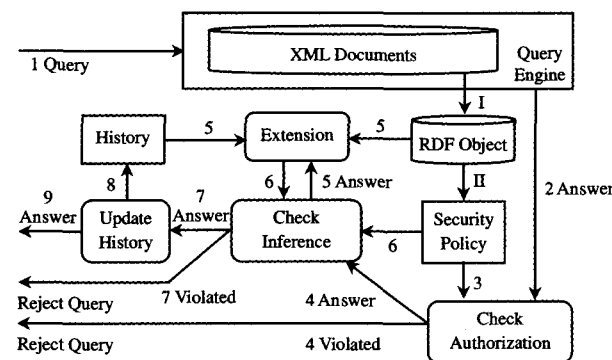 XML Documents
Query
Engine
1 Query
I
History
5
Extension
5
RDF Object
8
6
5 Answer
II
2 Answer
9
Answer
Update
History
7
Answer
Check
Inference
6
Security
Policy
3
Reject Query
7 Violated
4 Answer
Check
Authorization
Reject Query
4 Violated